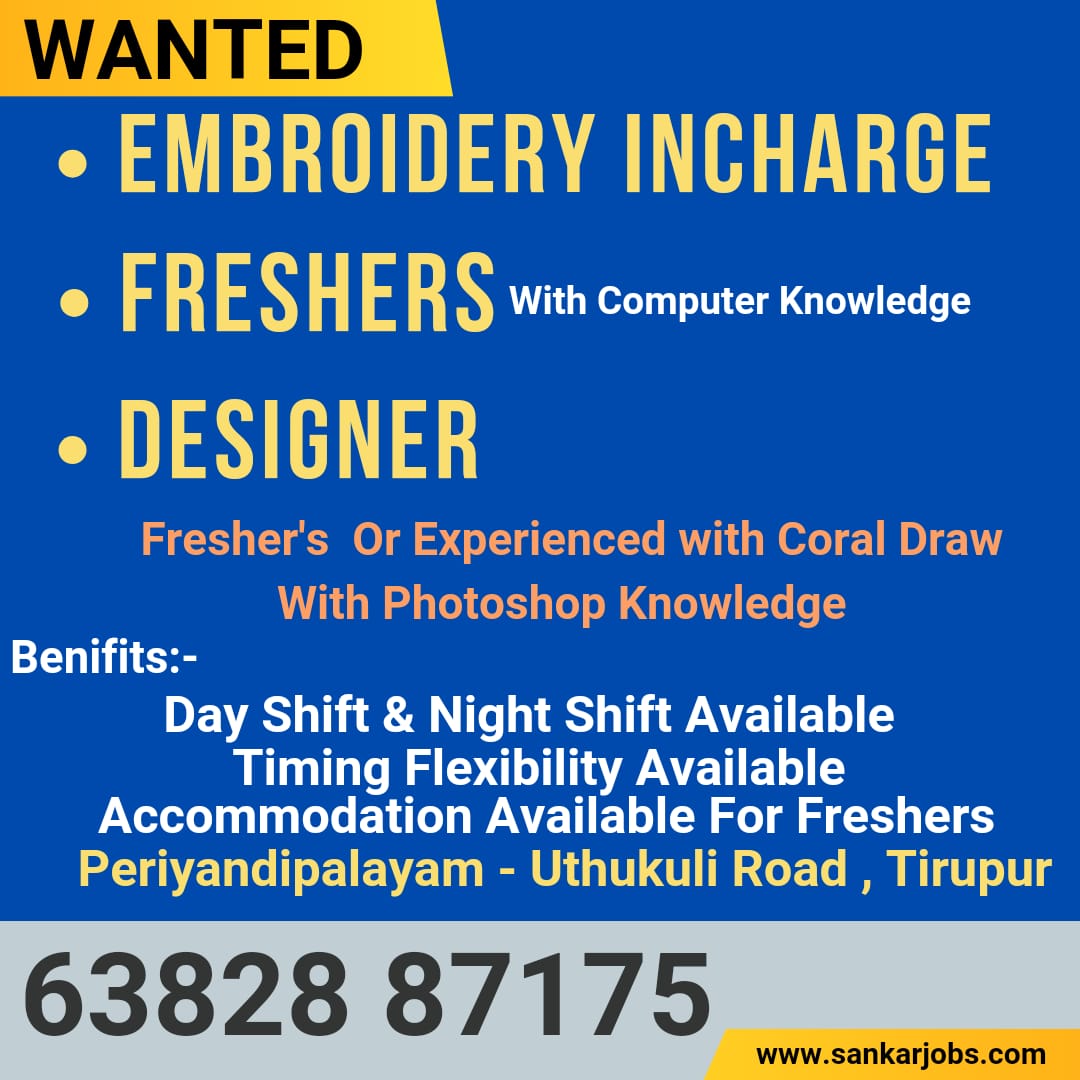 WANTED
• EMBROIDERY INCHARGE
• FRESHERS With Computer Knowledge
• DESIGNER
Fresher's Or Experienced with Coral Draw
With Photoshop Knowledge
Benifits:-
Day Shift & Night Shift Available
Timing Flexibility Available
Accommodation Available For Freshers
Periyandipalayam - Uthukuli Road , Tirupur
63828 87175
www.sankarjobs.com